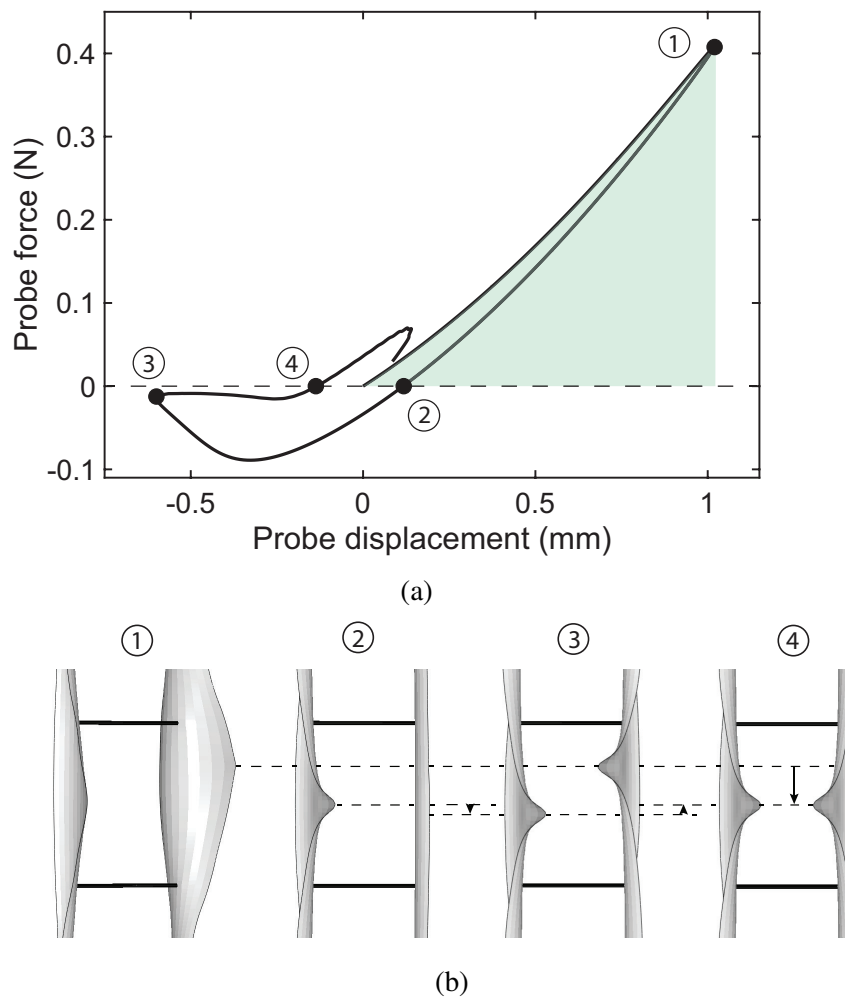 ①
0.4
0.3
Probe force (N)
0.2
0.1
③
④
0
②
-0.1
-0.5
0
0.5
1
Probe displacement (mm)
(a)
① ② ③ ④
(b)